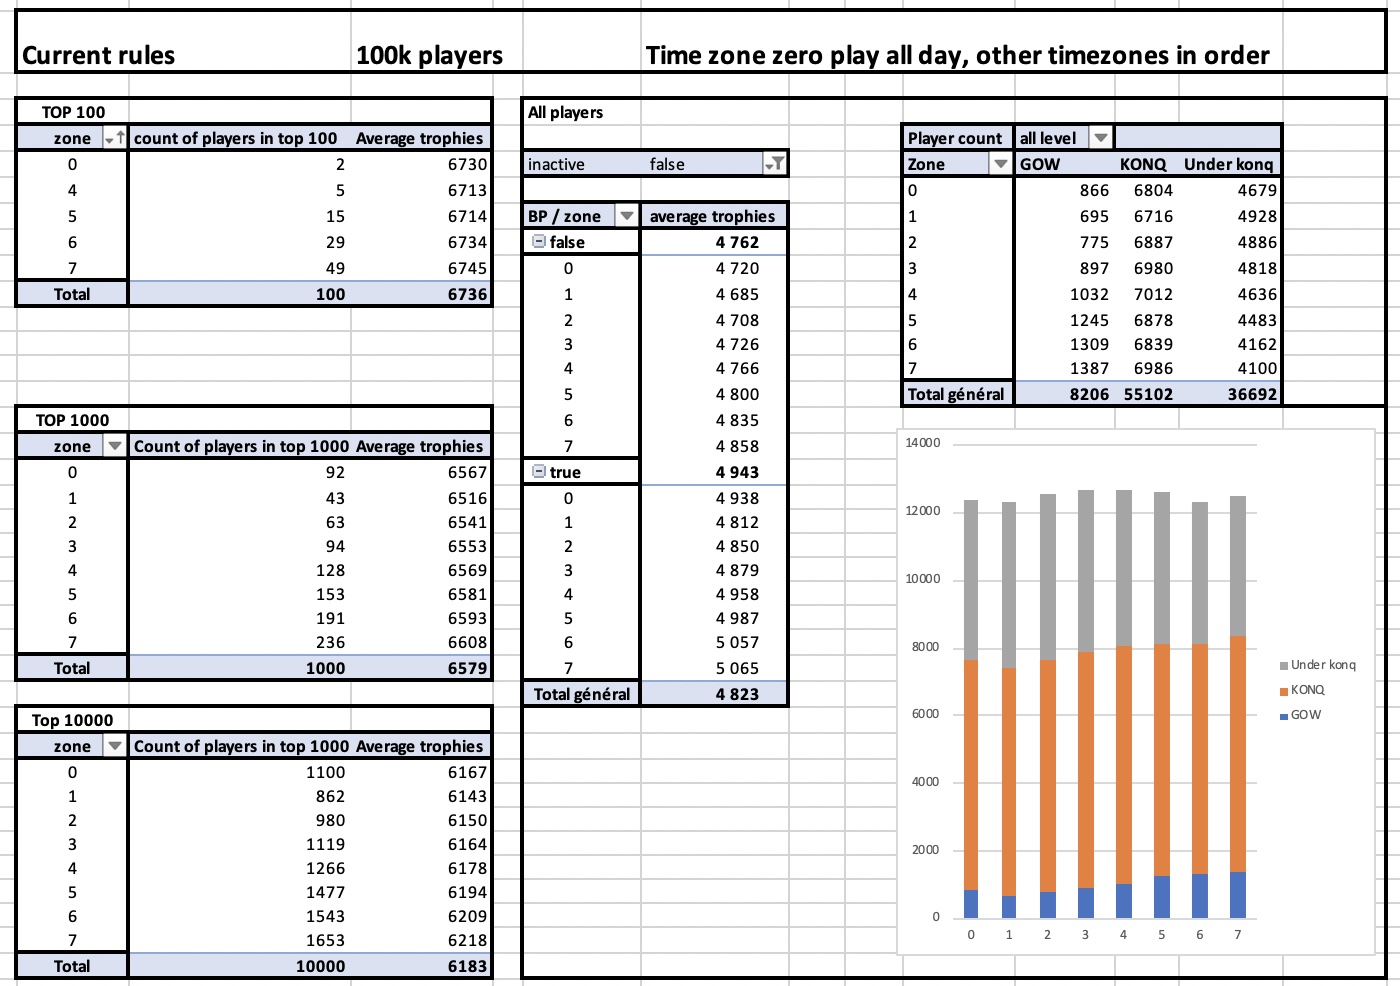 Current rules 100k players Time zone zero play all day, other timezones in order
TOP 100
zone count of players in top 100 Average trophies
0 2 6730
4 5 6713
5 15 6714
6 29 6734
7 49 6745
Total 100 6736
TOP 1000
zone Count of players in top 1000 Average trophies
0 92 6567
1 43 6516
2 63 6541
3 94 6553
4 128 6569
5 153 6581
6 191 6593
7 236 6608
Total 1000 6579
Top 10000
zone Count of players in top 1000 Average trophies
0 1100 6167
1 862 6143
2 980 6150
3 1119 6164
4 1266 6178
5 1477 6194
6 1543 6209
7 1653 6218
Total 10000 6183
All players
inactive false
BP / zone average trophies
false 4 762
0 4 720
1 4 685
2 4 708
3 4 726
4 4 766
5 4 800
6 4 835
7 4 858
true 4 943
0 4 938
1 4 812
2 4 850
3 4 879
4 4 958
5 4 987
6 5 057
7 5 065
Total général 4 823
Player count all level
Zone GOW KONQ Under konq
0 866 6804 4679
1 695 6716 4928
2 775 6887 4886
3 897 6980 4818
4 1032 7012 4636
5 1245 6878 4483
6 1309 6839 4162
7 1387 6986 4100
Total général 8206 55102 36692
14000
12000
10000
8000
6000
4000
2000
0
0 1 2 3 4 5 6 7
Under konq
KONQ
GOW